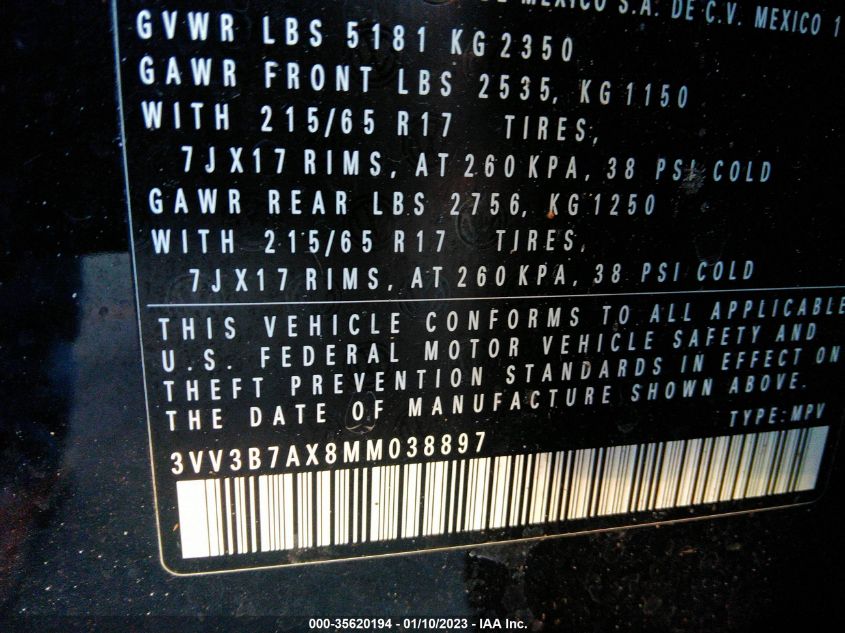 MEXICO S.A. DE C.V. MEXICO 1
GVWR LBS 5181 KG 2350
GAWR FRONT LBS 2535, KG 1150
WITH 215/65 R17 TIRES,
7JX17 RIMS, AT 260 KPA, 38 PSI COLD
GAWR REAR LBS 2756, KG 1250
WITH 215/65 R17 TIRES,
7JX17 RIMS, AT 260 KPA, 38 PSI COLD
THIS VEHICLE CONFORMS TO ALL APPLICABLE
U.S. FEDERAL MOTOR VEHICLE SAFETY AND
THEFT PREVENTION STANDARDS IN EFFECT ON
THE DATE OF MANUFACTURE SHOWN ABOVE.
TYPE: MPV
3VV3B7AX8MM038897
000-35620194 - 01/10/2023 - IAA Inc.